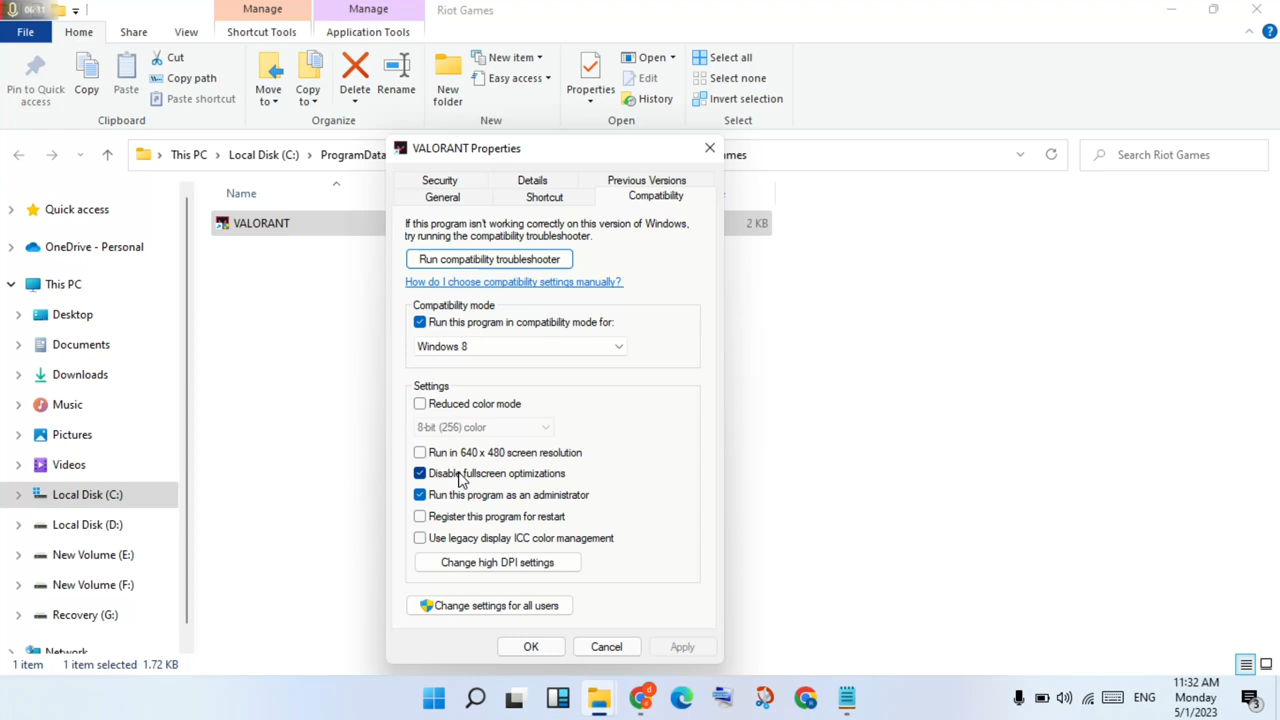 06:11
Manage
Manage
Riot Games
File
Home
Share
View
Shortcut Tools
Application Tools
Pin to Quick access
Copy
Paste
Cut
Copy path
Paste shortcut
Clipboard
Move to
Copy to
Delete
Rename
Organize
New folder
New item
Easy access
New
Properties
Open
Edit
History
Open
Select all
Select none
Invert selection
Select
This PC
Local Disk (C:)
ProgramData
Search Riot Games
Name
VALORANT
2 KB
Quick access
OneDrive - Personal
This PC
Desktop
Documents
Downloads
Music
Pictures
Videos
Local Disk (C:)
Local Disk (D:)
New Volume (E:)
New Volume (F:)
Recovery (G:)
Network
VALORANT Properties
Security
Details
Previous Versions
General
Shortcut
Compatibility
If this program isn't working correctly on this version of Windows,
try running the compatibility troubleshooter.
Run compatibility troubleshooter
How do I choose compatibility settings manually?
Compatibility mode
Run this program in compatibility mode for:
Windows 8
Settings
Reduced color mode
8-bit (256) color
Run in 640 x 480 screen resolution
Disable fullscreen optimizations
Run this program as an administrator
Register this program for restart
Use legacy display ICC color management
Change high DPI settings
Change settings for all users
OK
Cancel
Apply
1 item
1 item selected 1.72 KB
ENG
11:32 AM
Monday
5/1/2023
3